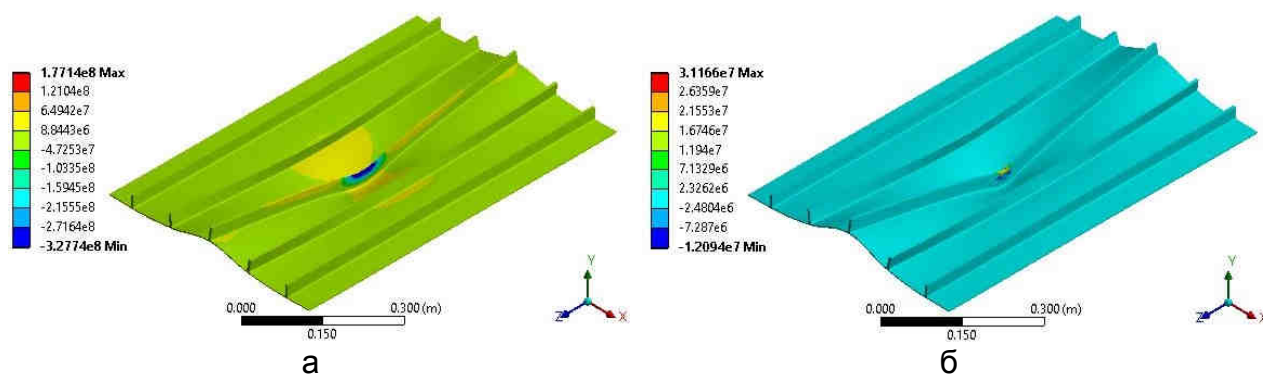 1.7714e8 Max
1.2104e8
6.4942e7
8.8443e6
-4.7253e7
-1.0335e8
-1.5945e8
-2.1555e8
-2.7164e8
-3.2774e8 Min
0.000
0.300 (m)
0.150
Y
Z
X
а
3.1166e7 Max
2.6359e7
2.1553e7
1.6746e7
1.194e7
7.1329e6
2.3262e6
-2.4804e6
-7.287e6
-1.2094e7 Min
0.000
0.300 (m)
0.150
Y
Z
X
б